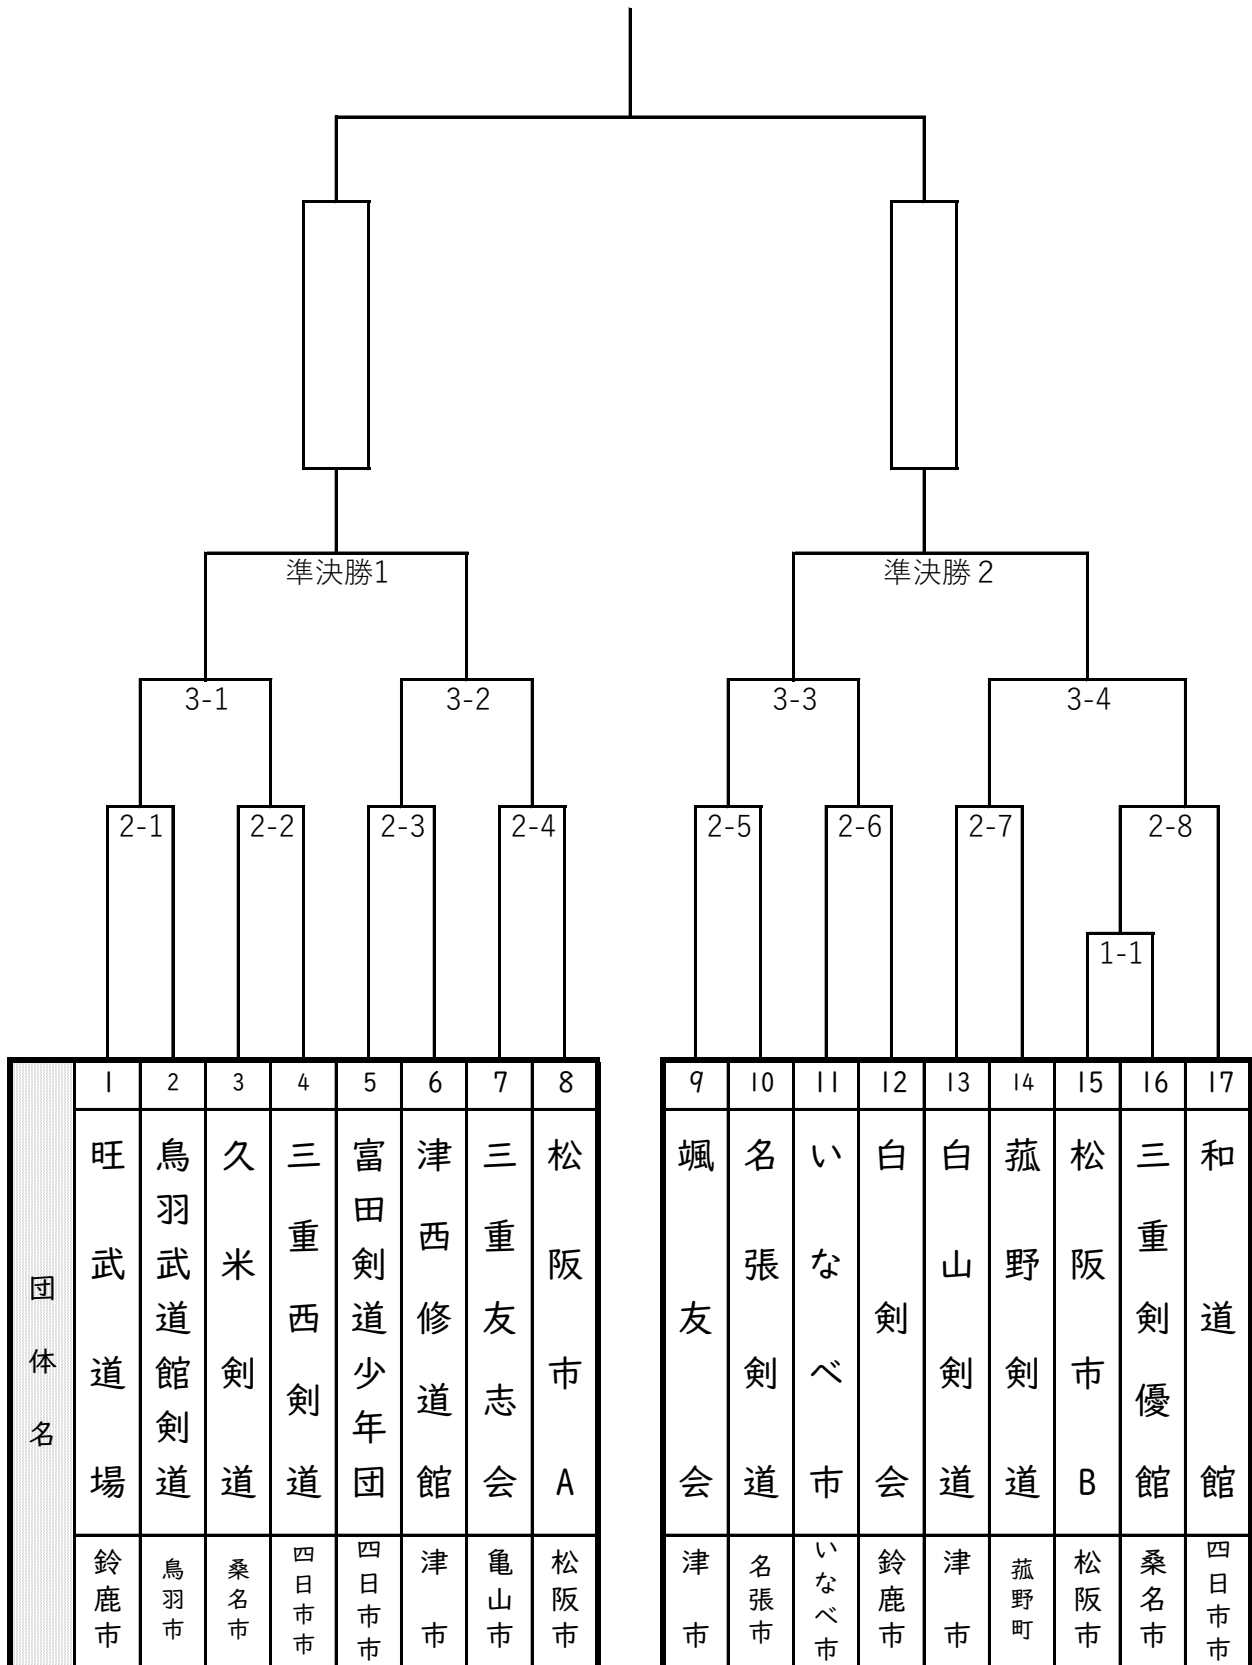 準決勝1
準決勝２
3-1
3-2
3-3
3-4
2-1
2-2
2-3
2-4
2-5
2-6
2-7
2-8
1-1
団体名
1
2
3
4
5
6
7
8
9
10
11
12
13
14
15
16
17
旺武道場
鳥羽武道館剣道
久米剣道
三重西剣道
富田剣道少年団
津西修道館
三重友志会
松阪市A
颯友会
名張剣道
いなべ市
白剣会
白山剣道
菰野剣道
松阪市B
三重剣優館
和道館
鈴鹿市
鳥羽市
桑名市
四日市市
四日市市
津市
亀山市
松阪市
津市
名張市
いなべ市
鈴鹿市
津市
菰野町
松阪市
桑名市
四日市市